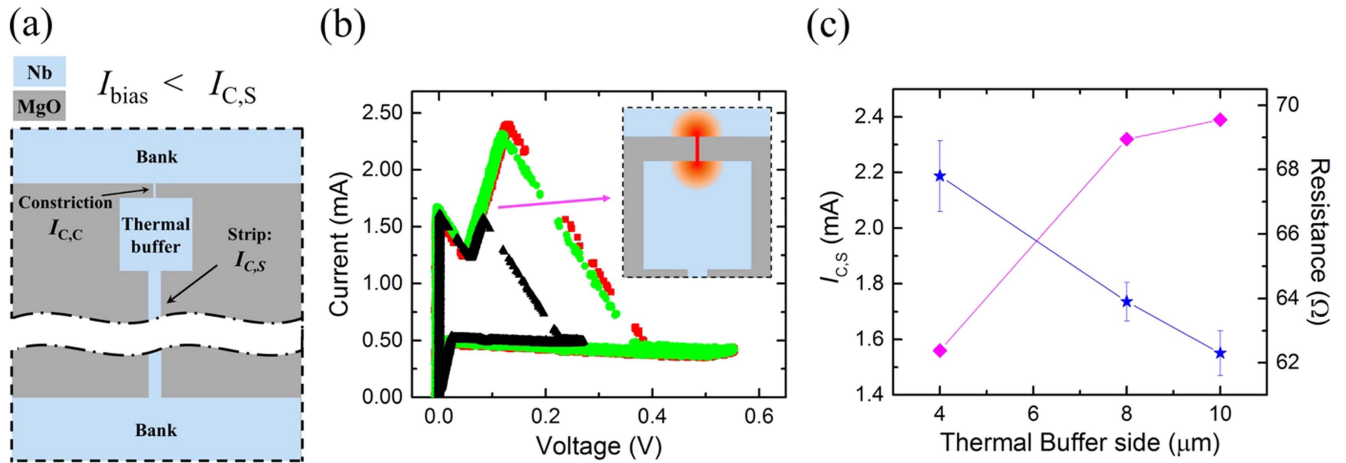 (a)
Nb
MgO
I_bias < I_C,S
Bank
Constriction
I_C,C
Thermal
buffer
Strip:
I_C,S
Bank
(b)
2.50
2.00
1.50
1.00
0.50
0.00
Current (mA)
0.0 0.2 0.4 0.6
Voltage (V)
(c)
2.4
2.2
2.0
1.8
1.6
1.4
I_C,S (mA)
70
68
66
64
62
Resistance (Ω)
4 6 8 10
Thermal Buffer side (μm)